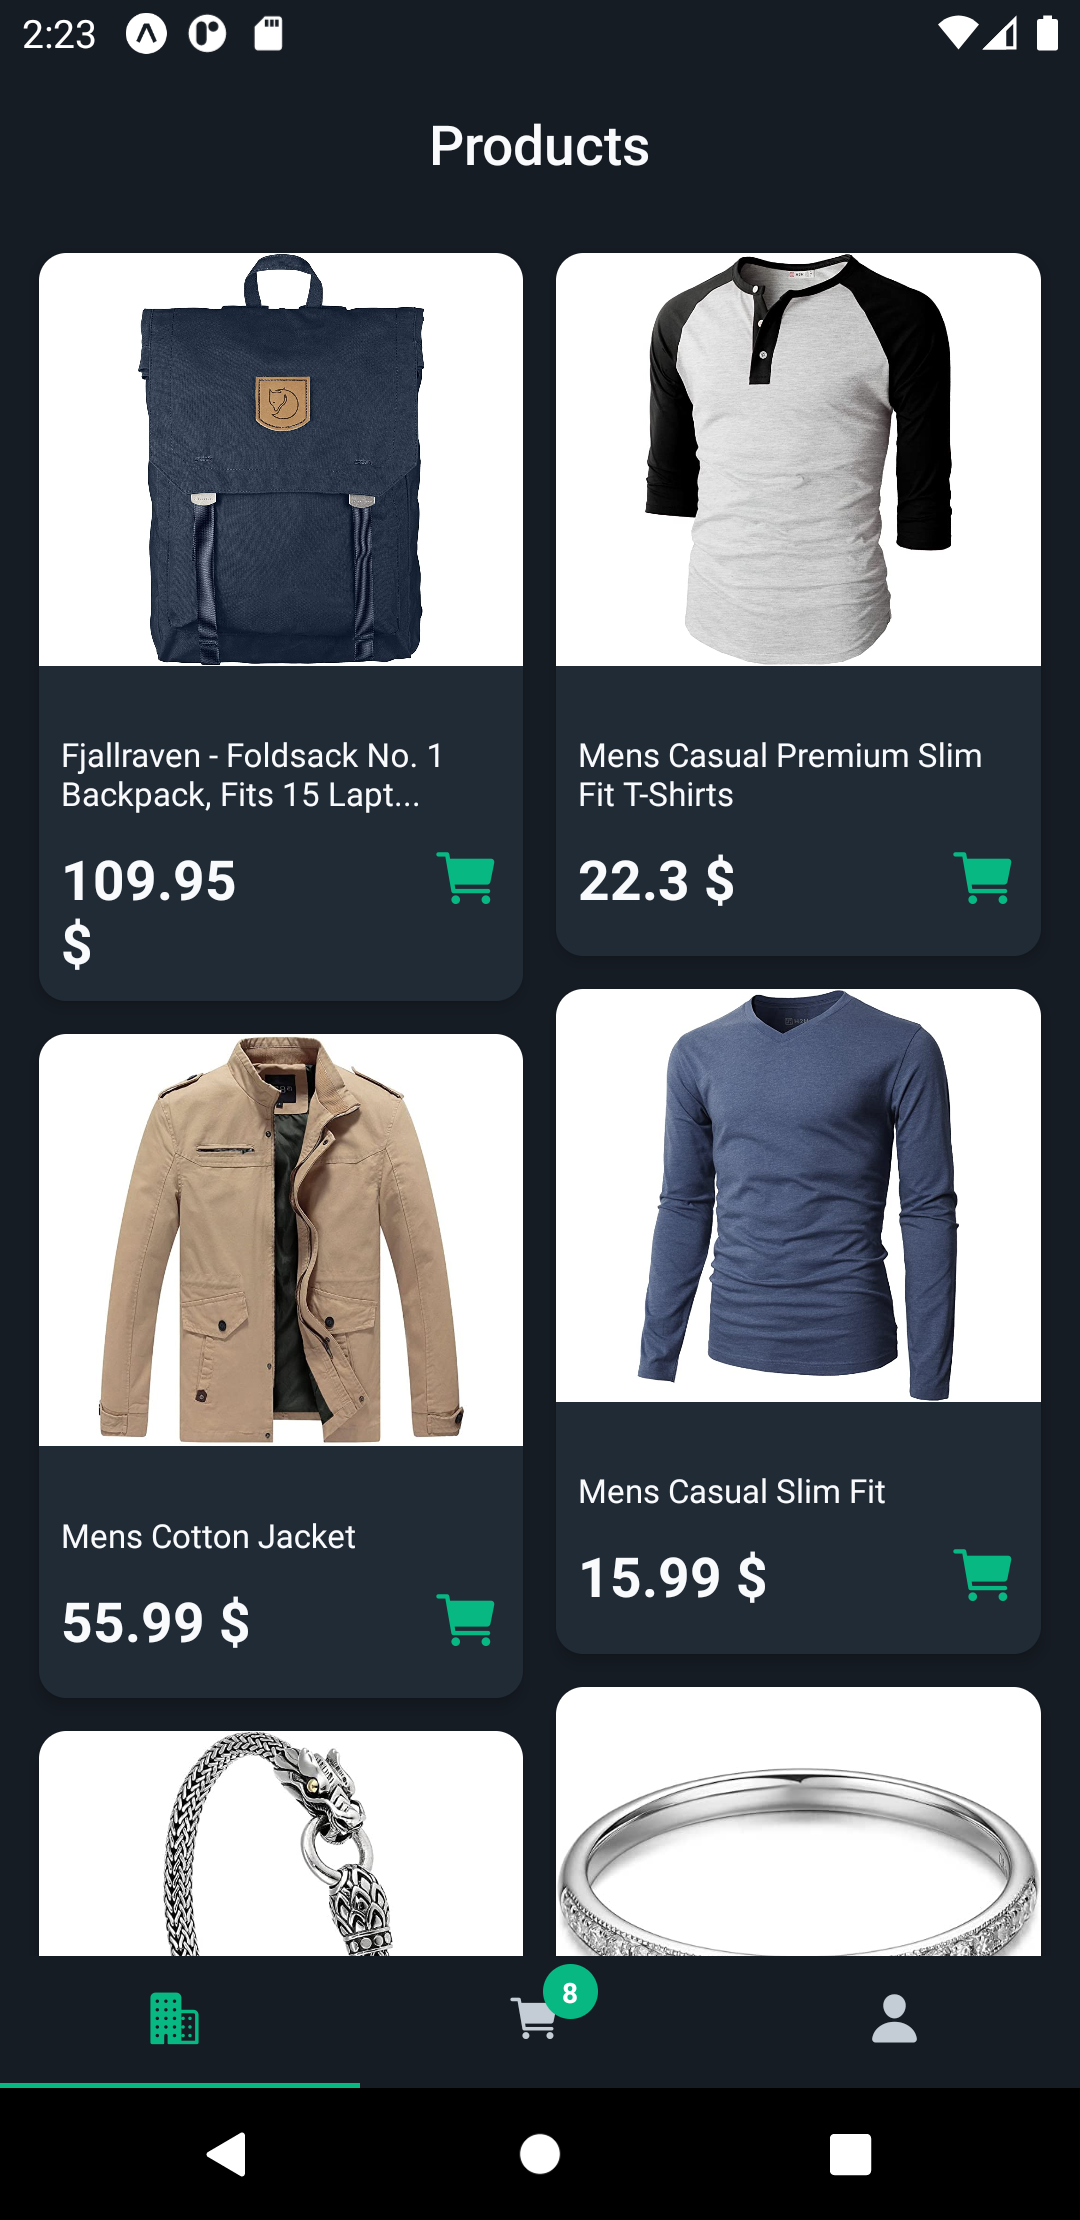 2:23
Products
Fjallraven - Foldsack No. 1
Backpack, Fits 15 Lapt...
109.95
$
Mens Casual Premium Slim
Fit T-Shirts
22.3 $
Mens Cotton Jacket
55.99 $
Mens Casual Slim Fit
15.99 $
8